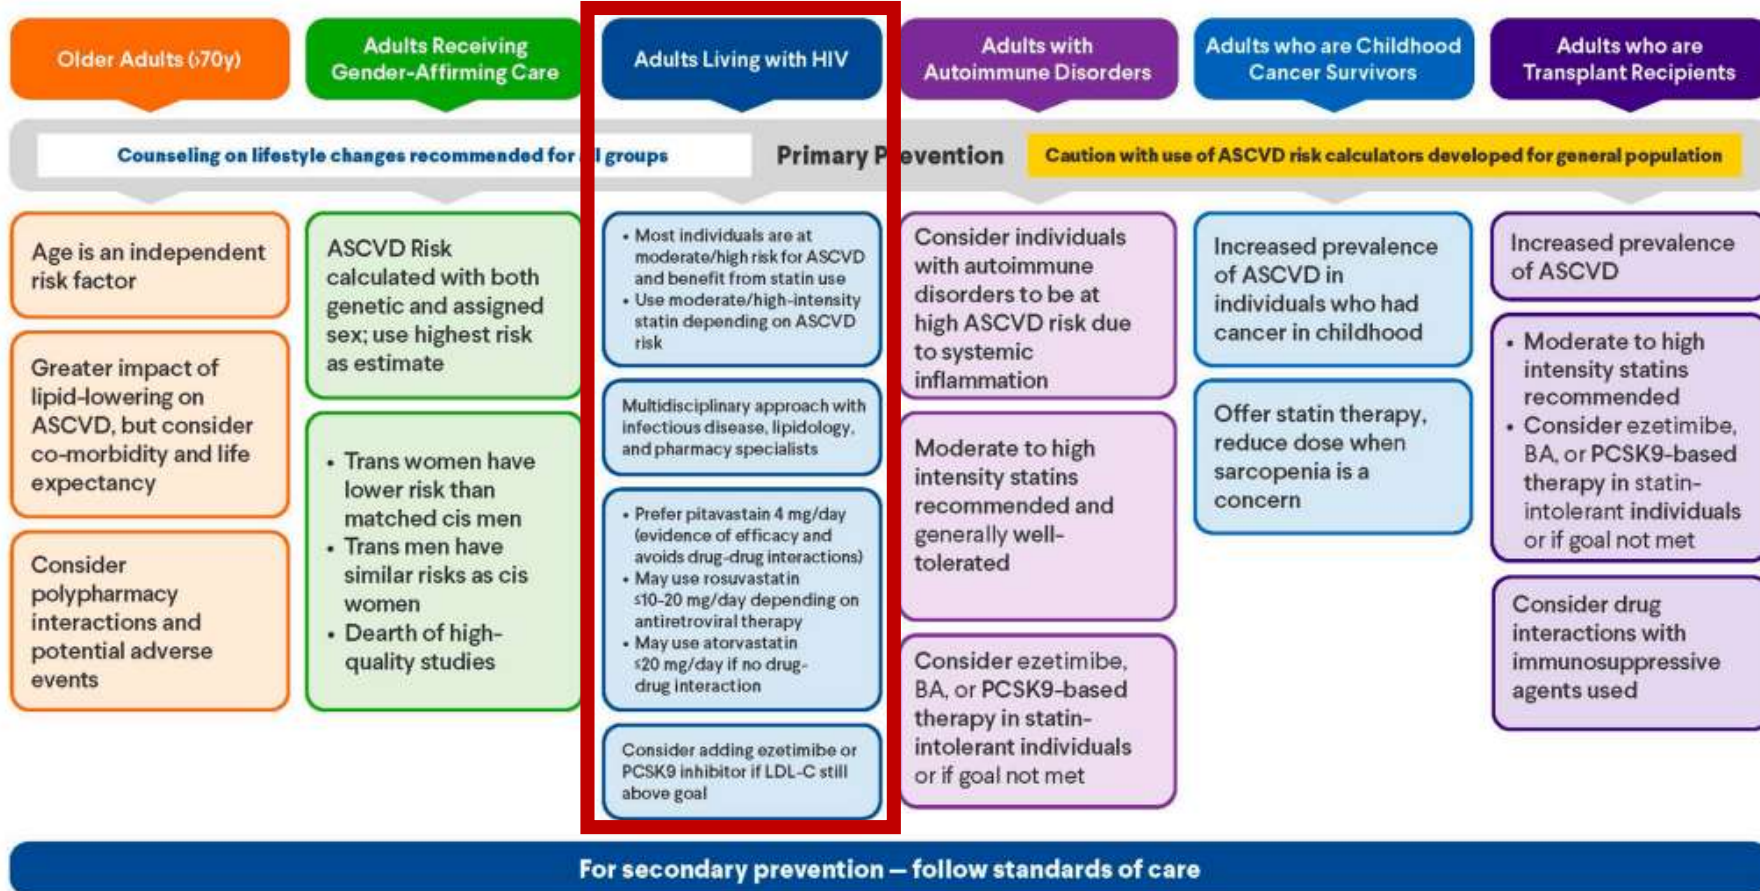 Older Adults (>70y)
Adults Receiving
Gender-Affirming Care
Adults Living with HIV
Adults with
Autoimmune Disorders
Adults who are Childhood
Cancer Survivors
Adults who are
Transplant Recipients
Counseling on lifestyle changes recommended for all groups
Primary Prevention
Caution with use of ASCVD risk calculators developed for general population
Age is an independent
risk factor
Greater impact of
lipid-lowering on
ASCVD, but consider
co-morbidity and life
expectancy
Consider
polypharmacy
interactions and
potential adverse
events
ASCVD Risk
calculated with both
genetic and assigned
sex; use highest risk
as estimate
• Trans women have
lower risk than
matched cis men
• Trans men have
similar risks as cis
women
• Dearth of high-
quality studies
• Most individuals are at
moderate/high risk for ASCVD
and benefit from statin use
• Use moderate/high-intensity
statin depending on ASCVD
risk
Multidisciplinary approach with
infectious disease, lipidology,
and pharmacy specialists
• Prefer pitavastain 4 mg/day
(evidence of efficacy and
avoids drug-drug interactions)
• May use rosuvastatin
≤10-20 mg/day depending on
antiretroviral therapy
• May use atorvastatin
≤20 mg/day if no drug-
drug interaction
Consider adding ezetimibe or
PCSK9 inhibitor if LDL-C still
above goal
Consider individuals
with autoimmune
disorders to be at
high ASCVD risk due
to systemic
inflammation
Moderate to high
intensity statins
recommended and
generally well-
tolerated
Consider ezetimibe,
BA, or PCSK9-based
therapy in statin-
intolerant individuals
or if goal not met
Increased prevalence
of ASCVD in
individuals who had
cancer in childhood
Offer statin therapy,
reduce dose when
sarcopenia is a
concern
Increased prevalence
of ASCVD
• Moderate to high
intensity statins
recommended
• Consider ezetimibe,
BA, or PCSK9-based
therapy in statin-
intolerant individuals
or if goal not met
Consider drug
interactions with
immunosuppressive
agents used
For secondary prevention — follow standards of care